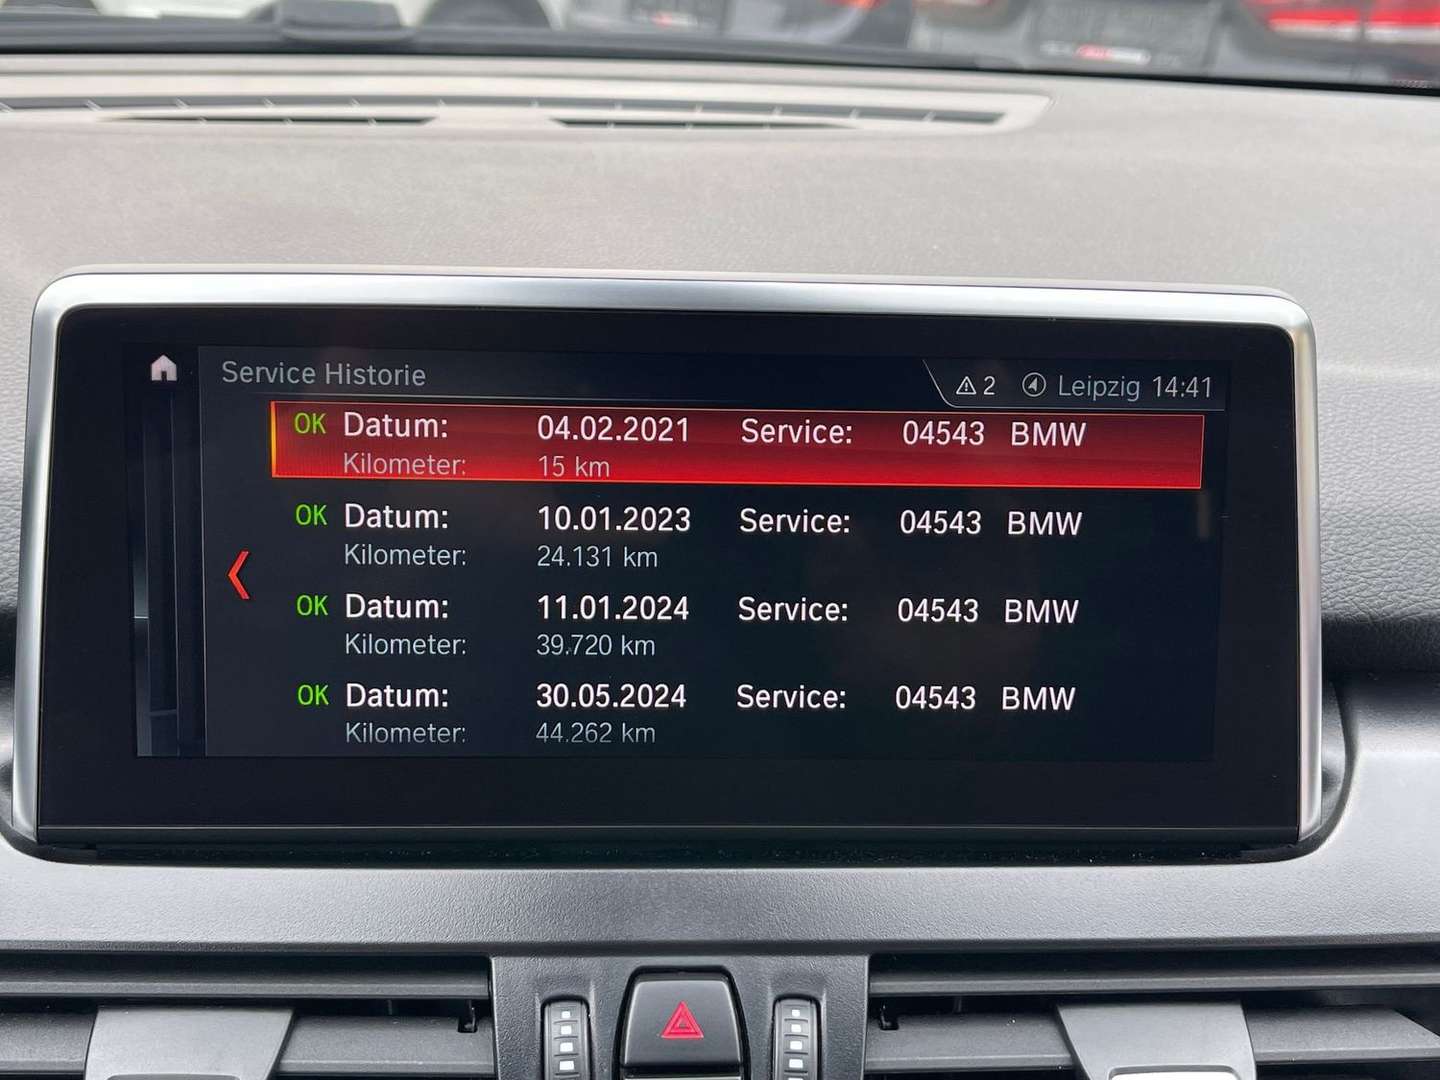 Service Historie
2 Leipzig 14:41
OK Datum: 04.02.2021 Service: 04543 BMW
Kilometer: 15 km
OK Datum: 10.01.2023 Service: 04543 BMW
Kilometer: 24.131 km
OK Datum: 11.01.2024 Service: 04543 BMW
Kilometer: 39.720 km
OK Datum: 30.05.2024 Service: 04543 BMW
Kilometer: 44.262 km